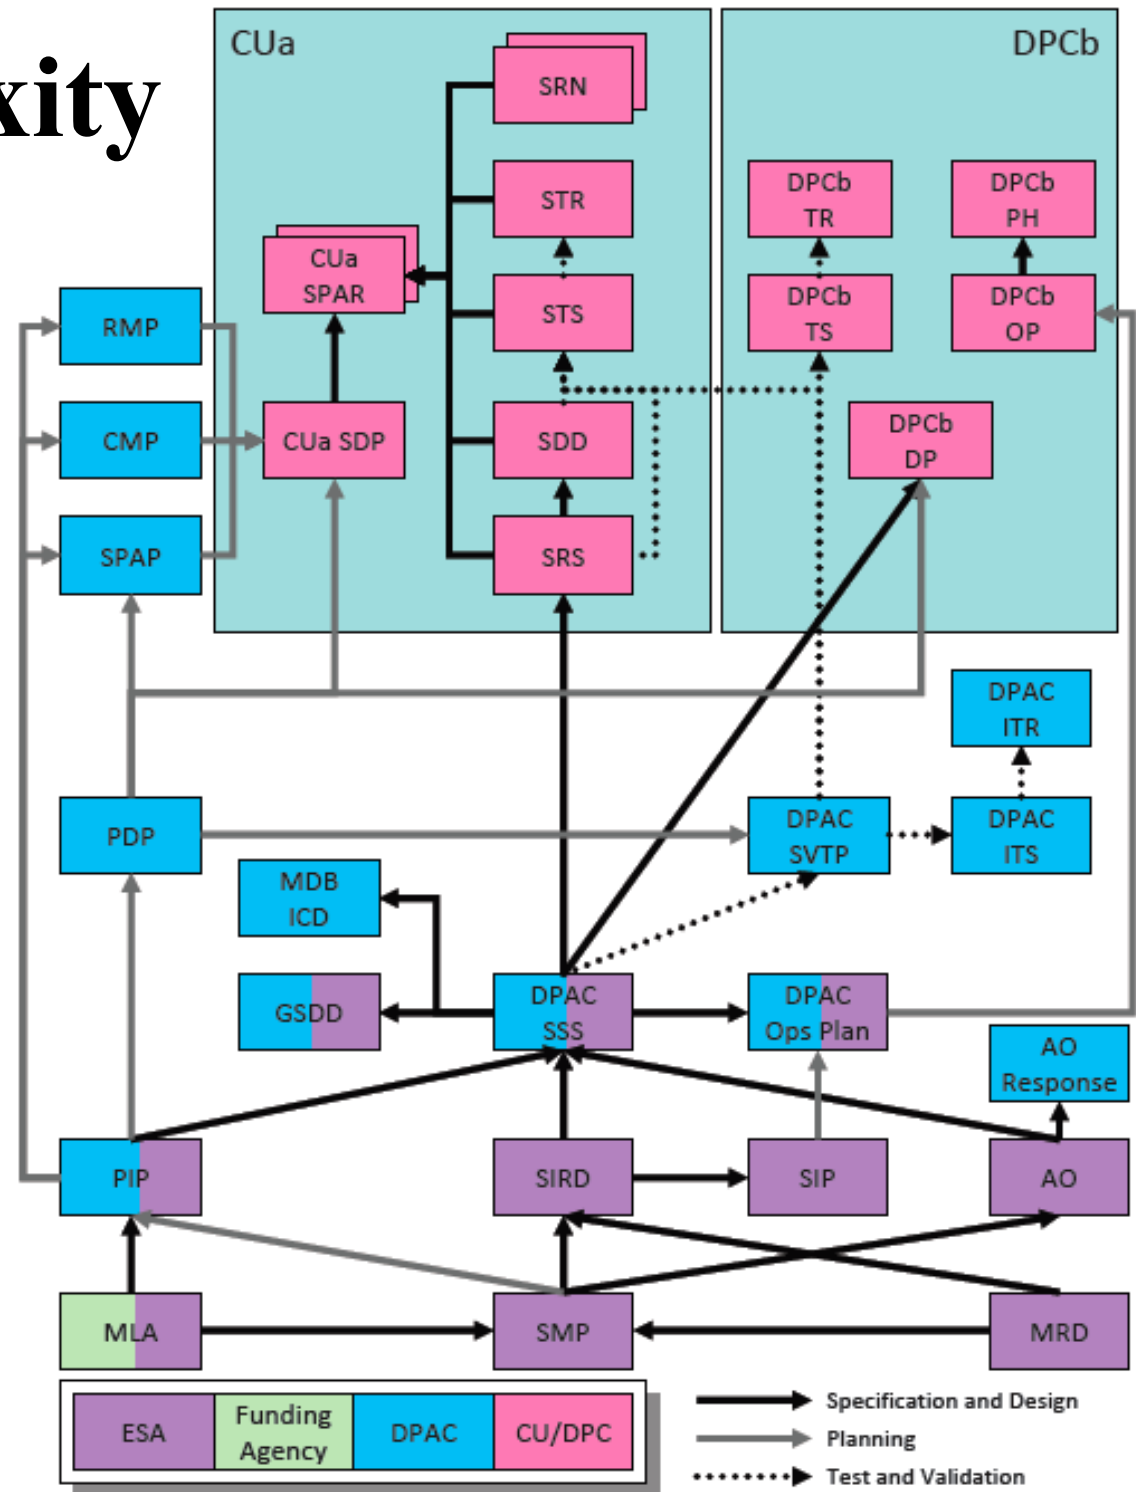 xity
CUa
DPCb
SRN
STR
DPCb
TR
DPCb
PH
CUa
SPAR
STS
DPCb
TS
DPCb
OP
RMP
CMP
CUa SDP
SDD
DPCb
DP
SPAP
SRS
DPAC
ITR
PDP
DPAC
SVTP
DPAC
ITS
MDB
ICD
GSDD
DPAC
SSS
DPAC
Ops Plan
AO
Response
PIP
SIRD
SIP
AO
MLA
SMP
MRD
ESA
Funding
Agency
DPAC
CU/DPC
Specification and Design
Planning
Test and Validation